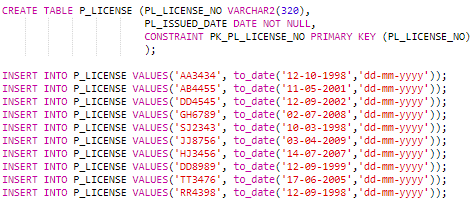 CREATE TABLE P_LICENSE (PL_LICENSE_NO VARCHAR2(320),
PL_ISSUED_DATE DATE NOT NULL,
CONSTRAINT PK_PL_LICENSE_NO PRIMARY KEY (PL_LICENSE_NO)
);
INSERT INTO P_LICENSE VALUES('AA3434', to_date('12-10-1998','dd-mm-yyyy'));
INSERT INTO P_LICENSE VALUES('AB4455', to_date('11-05-2001','dd-mm-yyyy'));
INSERT INTO P_LICENSE VALUES('DD4545', to_date('12-09-2002','dd-mm-yyyy'));
INSERT INTO P_LICENSE VALUES('GH6789', to_date('02-07-2008','dd-mm-yyyy'));
INSERT INTO P_LICENSE VALUES('SJ2343', to_date('10-03-1998','dd-mm-yyyy'));
INSERT INTO P_LICENSE VALUES('JJ8756', to_date('03-04-2009','dd-mm-yyyy'));
INSERT INTO P_LICENSE VALUES('HJ3456', to_date('14-07-2007','dd-mm-yyyy'));
INSERT INTO P_LICENSE VALUES('DD8989', to_date('12-09-1999','dd-mm-yyyy'));
INSERT INTO P_LICENSE VALUES('TT3476', to_date('17-06-2005','dd-mm-yyyy'));
INSERT INTO P_LICENSE VALUES('RR4398', to_date('12-09-1998','dd-mm-yyyy'));